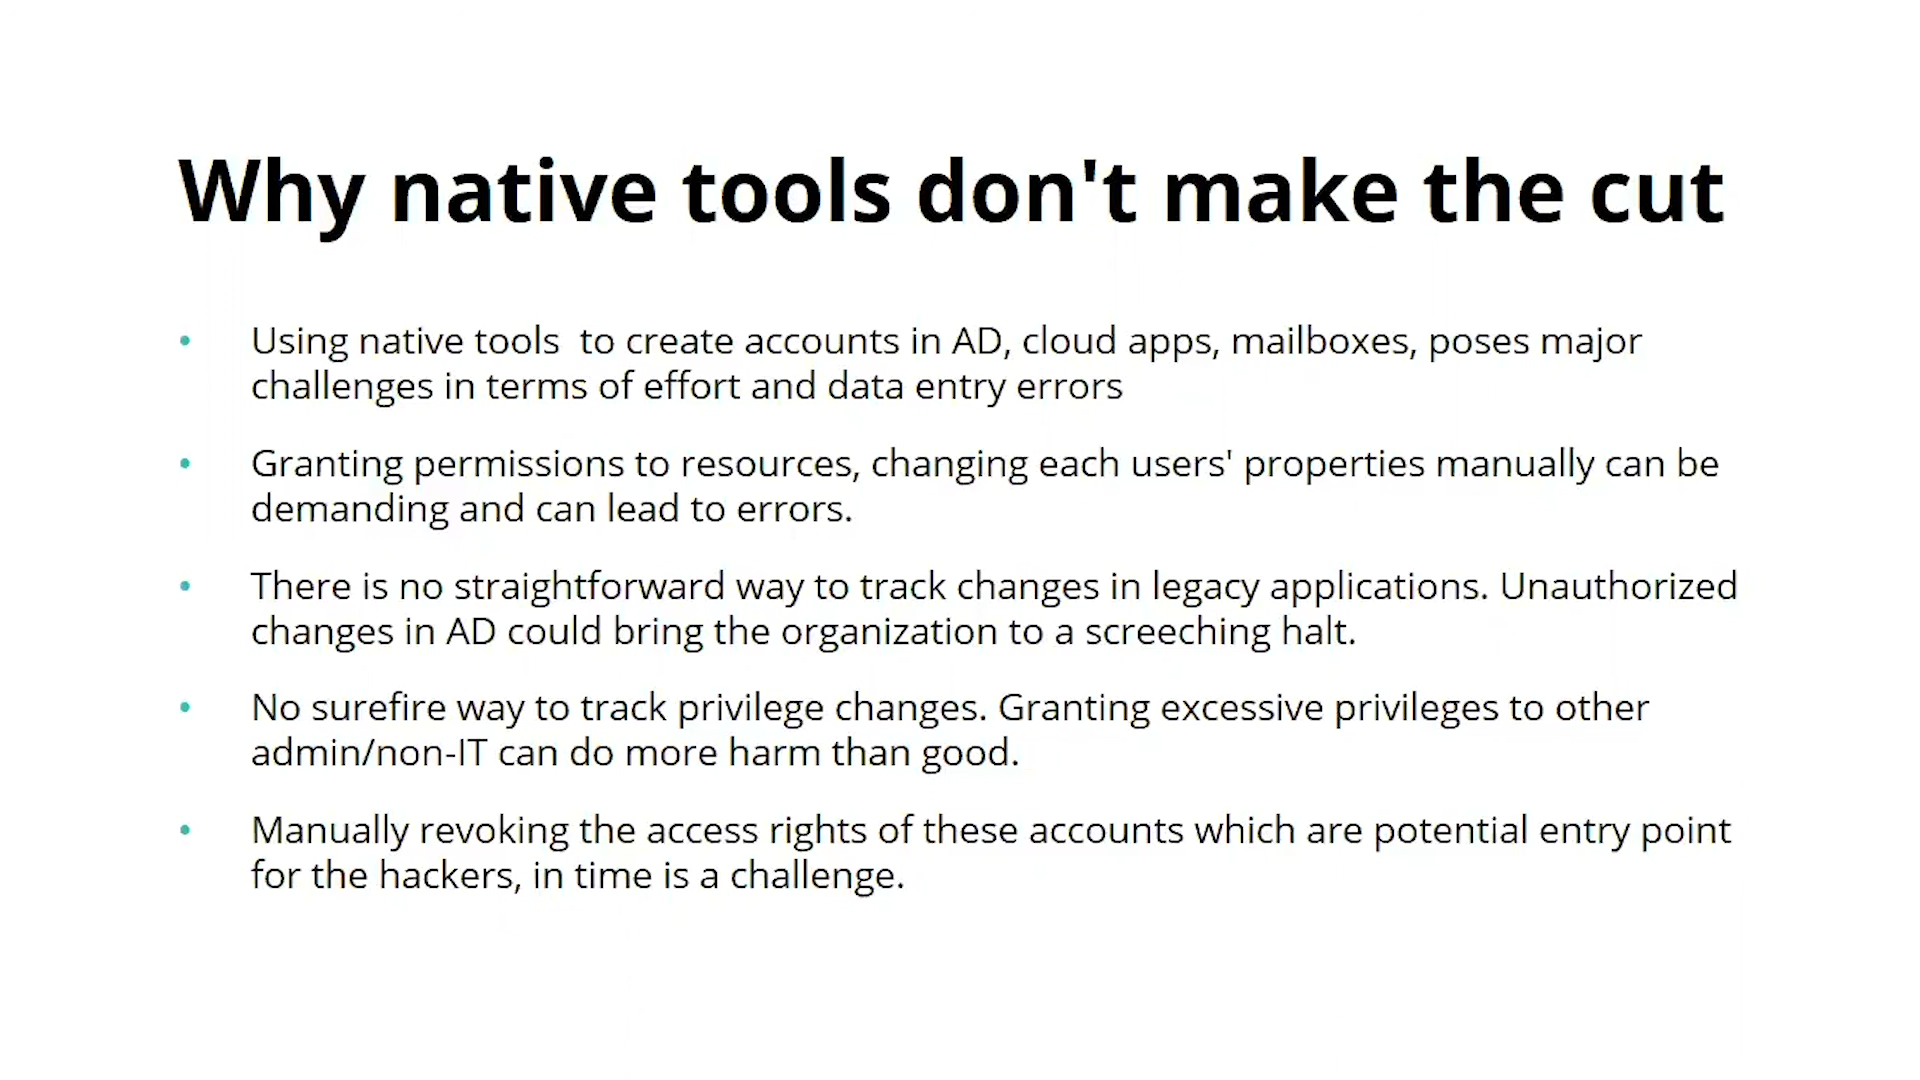 Why native tools don't make the cut
• Using native tools  to create accounts in AD, cloud apps, mailboxes, poses major
challenges in terms of effort and data entry errors
• Granting permissions to resources, changing each users' properties manually can be
demanding and can lead to errors.
• There is no straightforward way to track changes in legacy applications. Unauthorized
changes in AD could bring the organization to a screeching halt.
• No surefire way to track privilege changes. Granting excessive privileges to other
admin/non-IT can do more harm than good.
• Manually revoking the access rights of these accounts which are potential entry point
for the hackers, in time is a challenge.